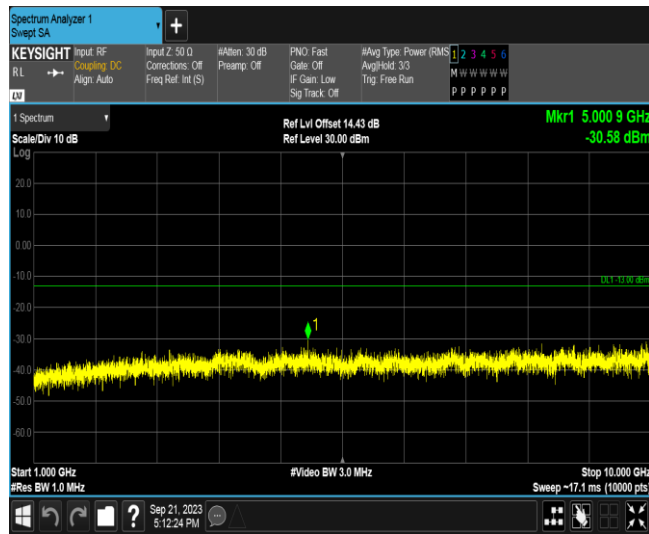 Spectrum Analyzer 1
Swept SA
KEYSIGHT
RL
LXI
Input: RF
Coupling: DC
Align: Auto
Input Z: 50 Ω
Corrections: Off
Freq Ref: Int (S)
#Atten: 30 dB
Preamp: Off
PNO: Fast
Gate: Off
IF Gain: Low
Sig Track: Off
#Avg Type: Power (RMS
Avg|Hold: 3/3
Trig: Free Run
1 2 3 4 5 6
M W W W W W
P P P P P P
1 Spectrum
Scale/Div 10 dB
Ref Lvl Offset 14.43 dB
Ref Level 30.00 dBm
Mkr1 5.000 9 GHz
-30.58 dBm
Log
20.0
10.0
0.00
-10.0
DL1 -13.00 dBm
-20.0
1
-30.0
-40.0
-50.0
-60.0
Start 1.000 GHz
#Res BW 1.0 MHz
#Video BW 3.0 MHz
Stop 10.000 GHz
Sweep ~17.1 ms (10000 pts)
?
Sep 21, 2023
5:12:24 PM